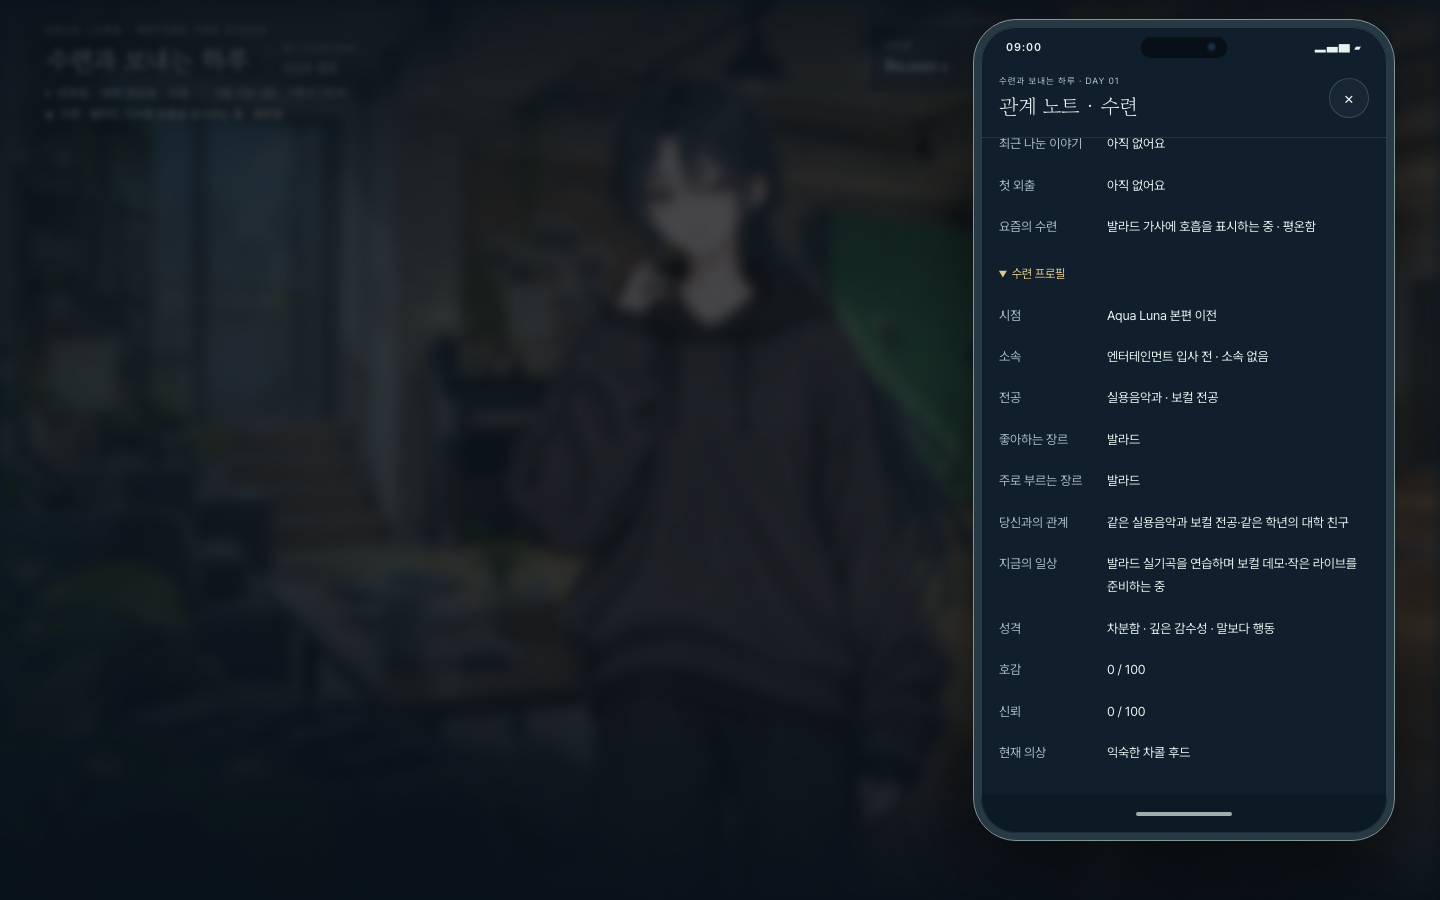 수련과 보내는 하루
09:00
수련과 보내는 하루 · DAY 01
관계 노트 · 수련
×
최근 나눈 이야기 아직 없어요
첫 외출 아직 없어요
요즘의 수련 발라드 가사에 호흡을 표시하는 중 · 평온함
▼ 수련 프로필
시점 Aqua Luna 본편 이전
소속 엔터테인먼트 입사 전 · 소속 없음
전공 실용음악과 · 보컬 전공
좋아하는 장르 발라드
주로 부르는 장르 발라드
당신과의 관계 같은 실용음악과 보컬 전공·같은 학년의 대학 친구
지금의 일상 발라드 실기곡을 연습하며 보컬 데모·작은 라이브를
준비하는 중
성격 차분함 · 깊은 감수성 · 말보다 행동
호감 0 / 100
신뢰 0 / 100
현재 의상 익숙한 차콜 후드